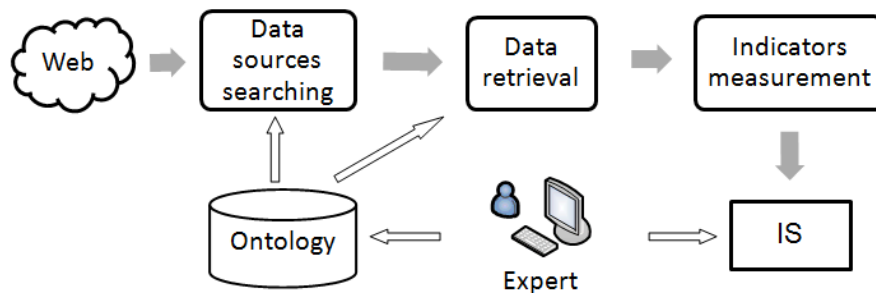 Web
Data
sources
searching
Data
retrieval
Indicators
measurement
Ontology
Expert
IS